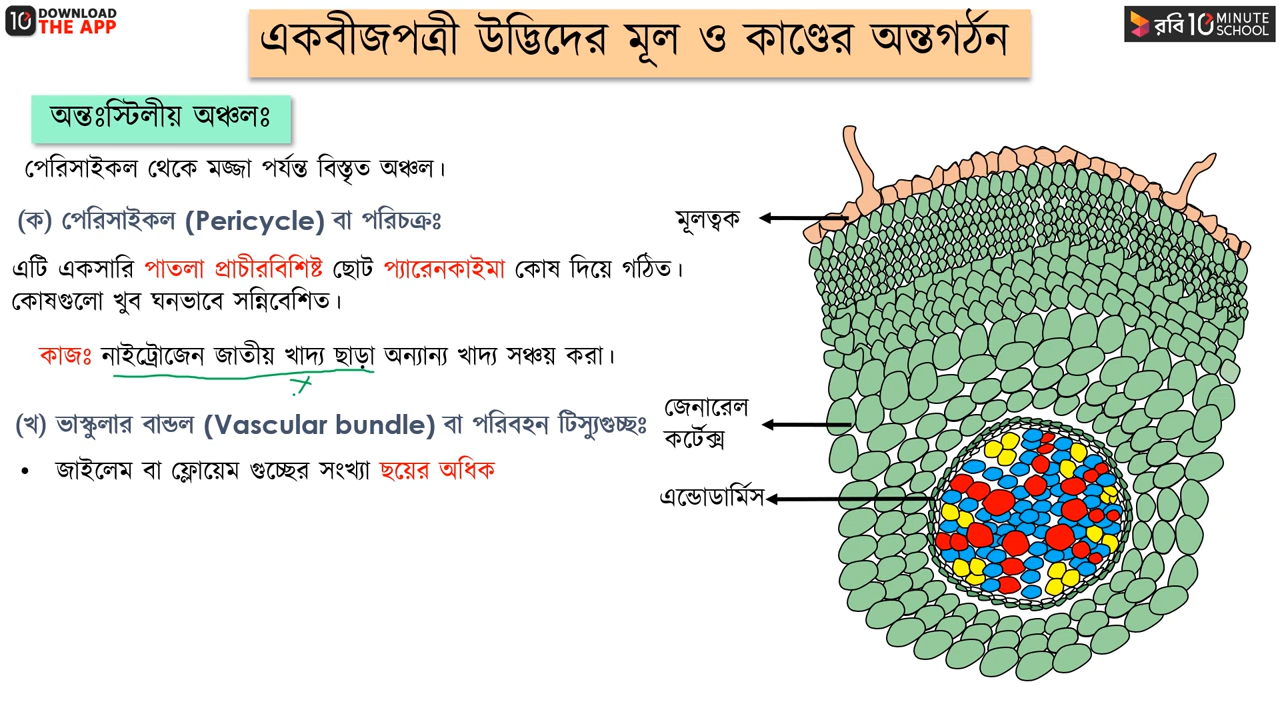 10 DOWNLOAD THE APP
একবীজপত্রী উদ্ভিদের মূল ও কাণ্ডের অন্তগর্ঠন
রবি 10 MINUTE SCHOOL
অন্তঃস্টিলীয় অঞ্চলঃ
পেরিসাইকল থেকে মজ্জা পর্যন্ত বিস্তৃত অঞ্চল।
(ক) পেরিসাইকল (Pericycle) বা পরিচক্রঃ
এটি একসারি পাতলা প্রাচীরবিশিষ্ট ছোট প্যারেনকাইমা কোষ দিয়ে গঠিত।
কোষগুলো খুব ঘনভাবে সন্নিবেশিত।
কাজঃ নাইট্রোজেন জাতীয় খাদ্য ছাড়া অন্যান্য খাদ্য সঞ্চয় করা।
(খ) ভাস্কুলার বান্ডল (Vascular bundle) বা পরিবহন টিস্যুগুচ্ছঃ
• জাইলেম বা ফ্লোয়েম গুচ্ছের সংখ্যা ছয়ের অধিক
মূলত্বক
জেনারেল
কর্টেক্স
এন্ডোডার্মিস